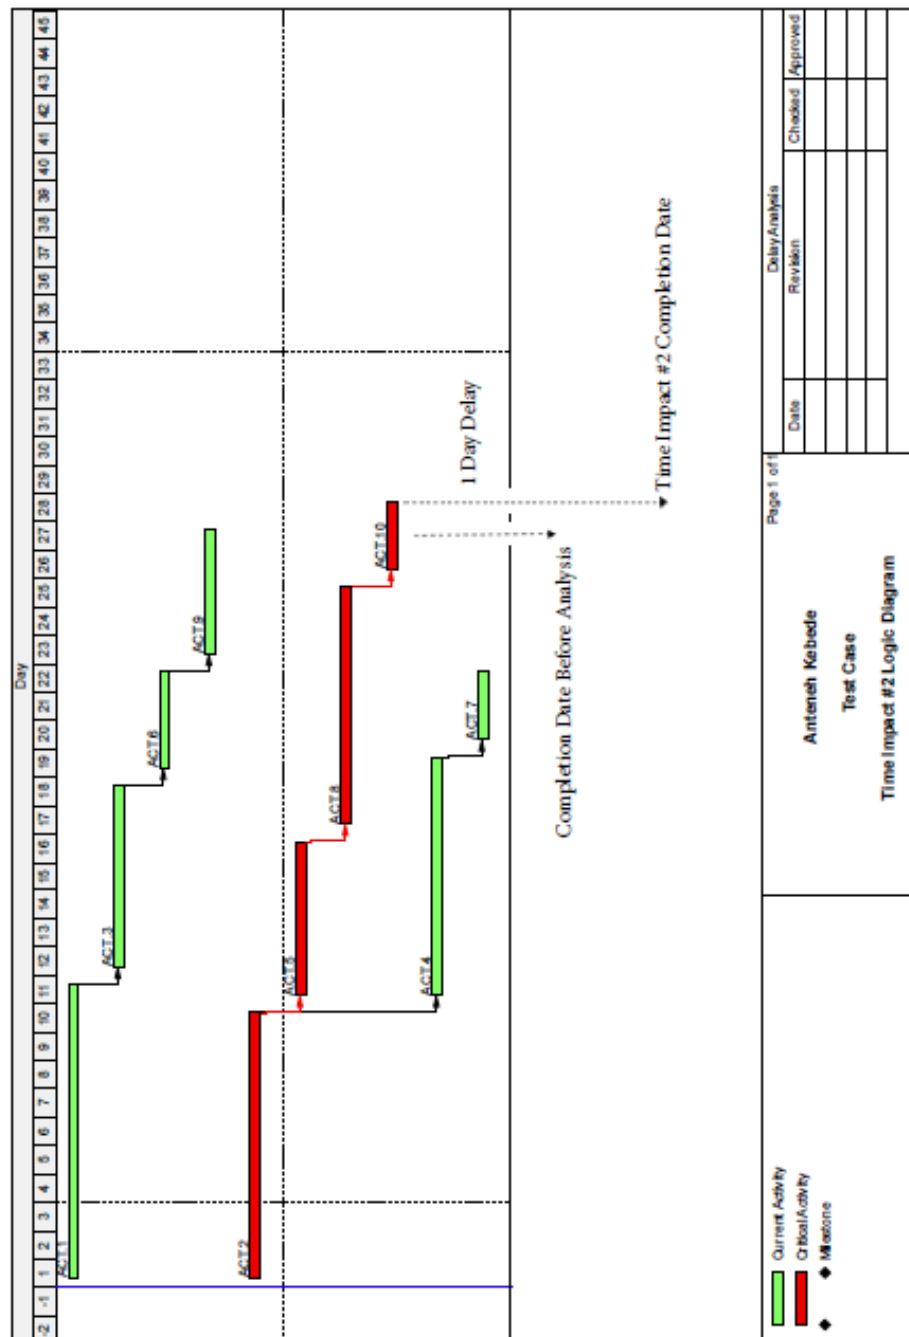 Day
-2 -1 1 2 3 4 5 6 7 8 9 10 11 12 13 14 15 16 17 18 19 20 21 22 23 24 25 26 27 28 29 30 31 32 33 34 35 36 37 38 39 40 41 42 43 44 45
ACT.1
ACT.3
ACT.6
ACT.9
ACT.2
ACT.5
ACT.8
ACT.10
ACT.4
ACT.7
1 Day Delay
Completion Date Before Analysis
Time Impact #2 Completion Date
Current Activity
Critical Activity
Milestone
Page 1 of 1
Anteneh Kebede
Test Case
Time Impact #2 Logic Diagram
Delay Analysis
Date Revision Checked Approved